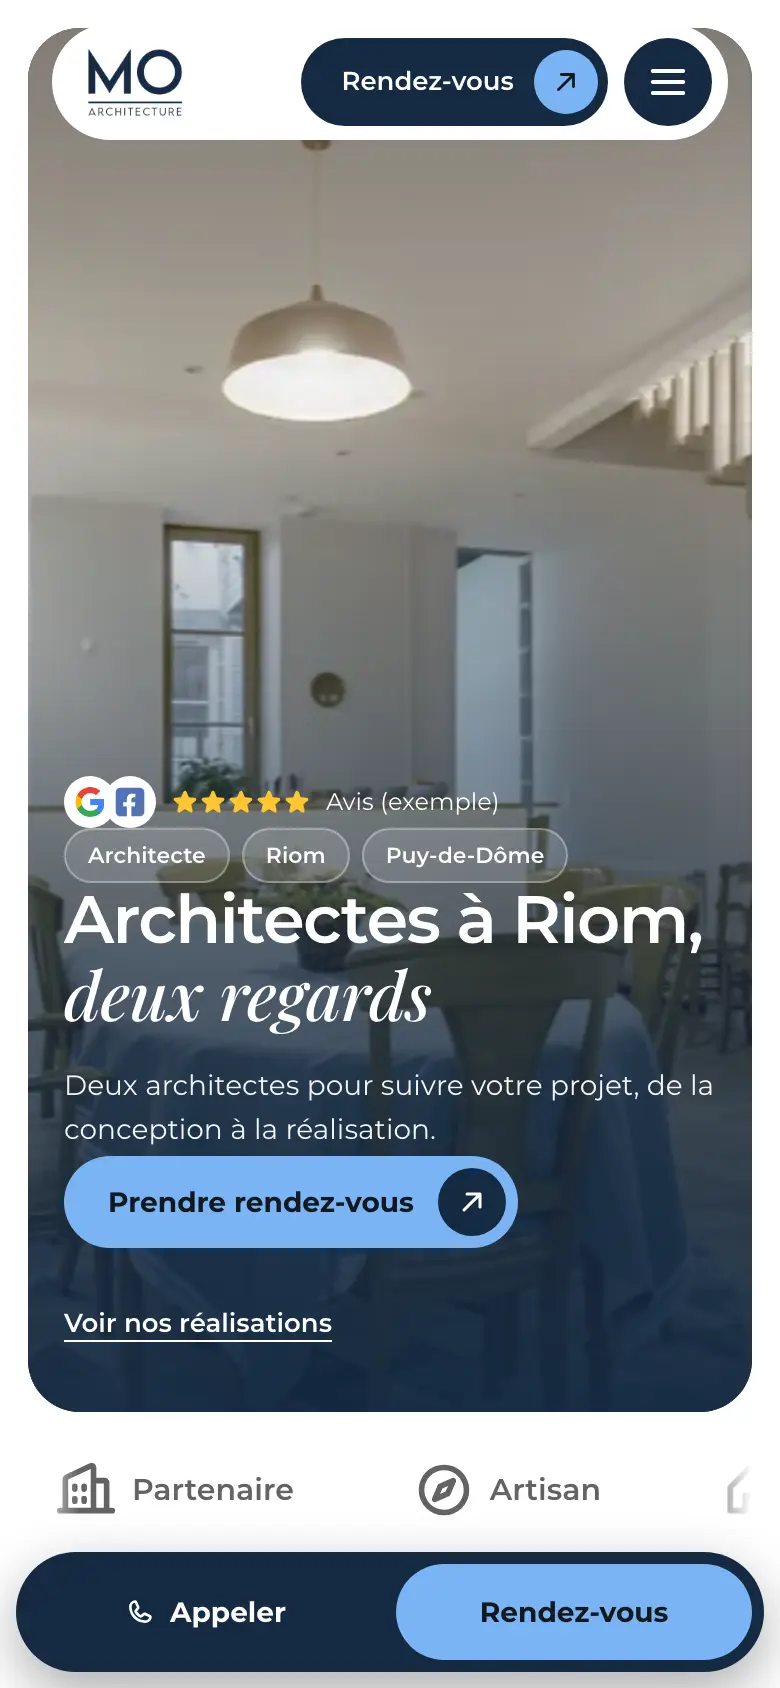 MO
ARCHITECTURE
Rendez-vous
Avis (exemple)
Architecte
Riom
Puy-de-Dôme
Architectes à Riom,
deux regards
Deux architectes pour suivre votre projet, de la
conception à la réalisation.
Prendre rendez-vous
Voir nos réalisations
Partenaire
Artisan
Appeler
Rendez-vous